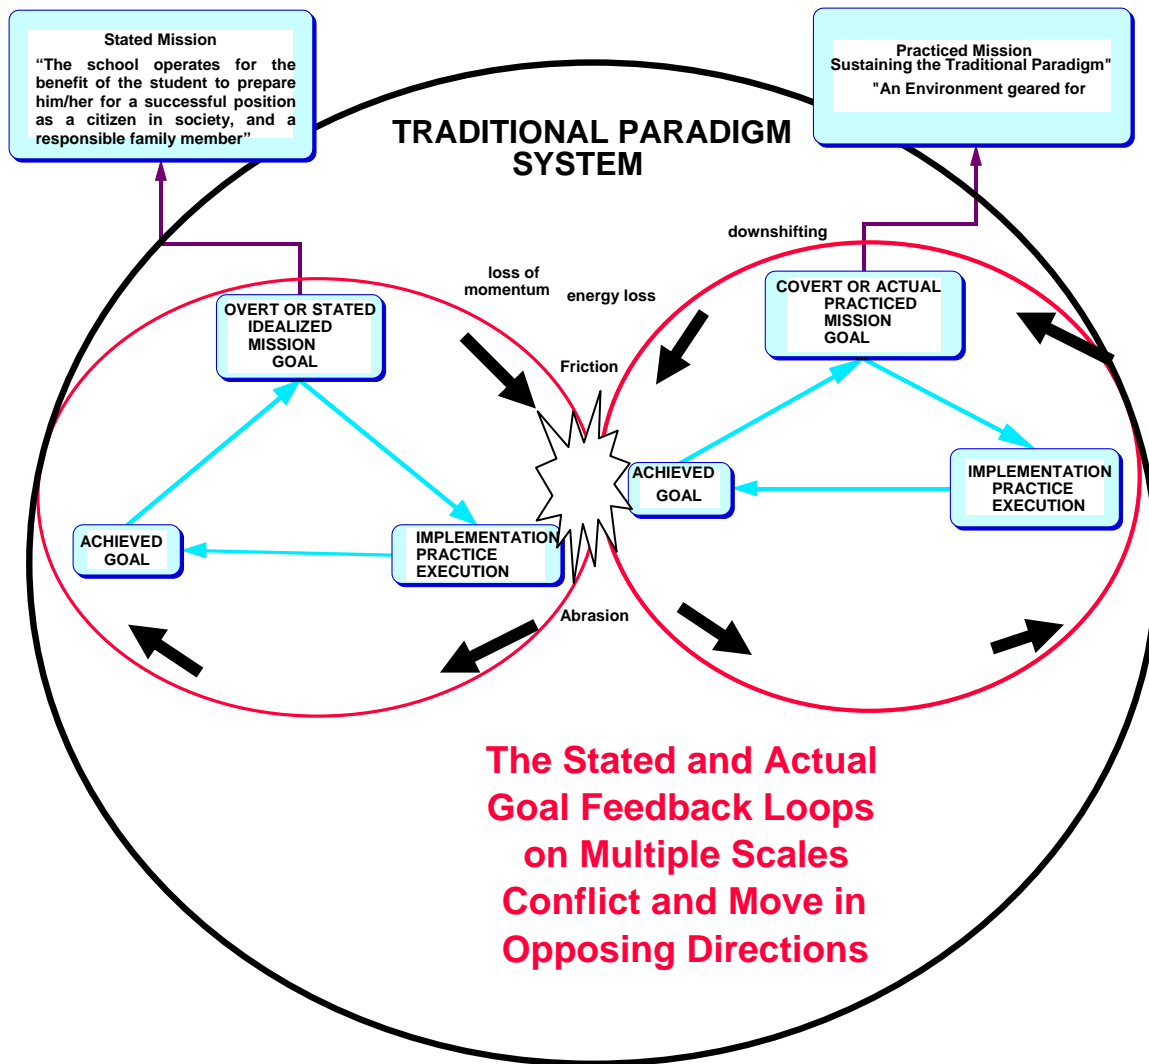 Stated Mission
“The school operates for the
benefit of the student to prepare
him/her for a successful position
as a citizen in society, and a
responsible family member”
Practiced Mission
Sustaining the Traditional Paradigm"
"An Environment geared for
TRADITIONAL PARADIGM
SYSTEM
downshifting
loss of
momentum
energy loss
OVERT OR STATED
IDEALIZED
MISSION
GOAL
COVERT OR ACTUAL
PRACTICED
MISSION
GOAL
Friction
ACHIEVED
GOAL
IMPLEMENTATION
PRACTICE
EXECUTION
ACHIEVED
GOAL
IMPLEMENTATION
PRACTICE
EXECUTION
Abrasion
The Stated and Actual
Goal Feedback Loops
on Multiple Scales
Conflict and Move in
Opposing Directions